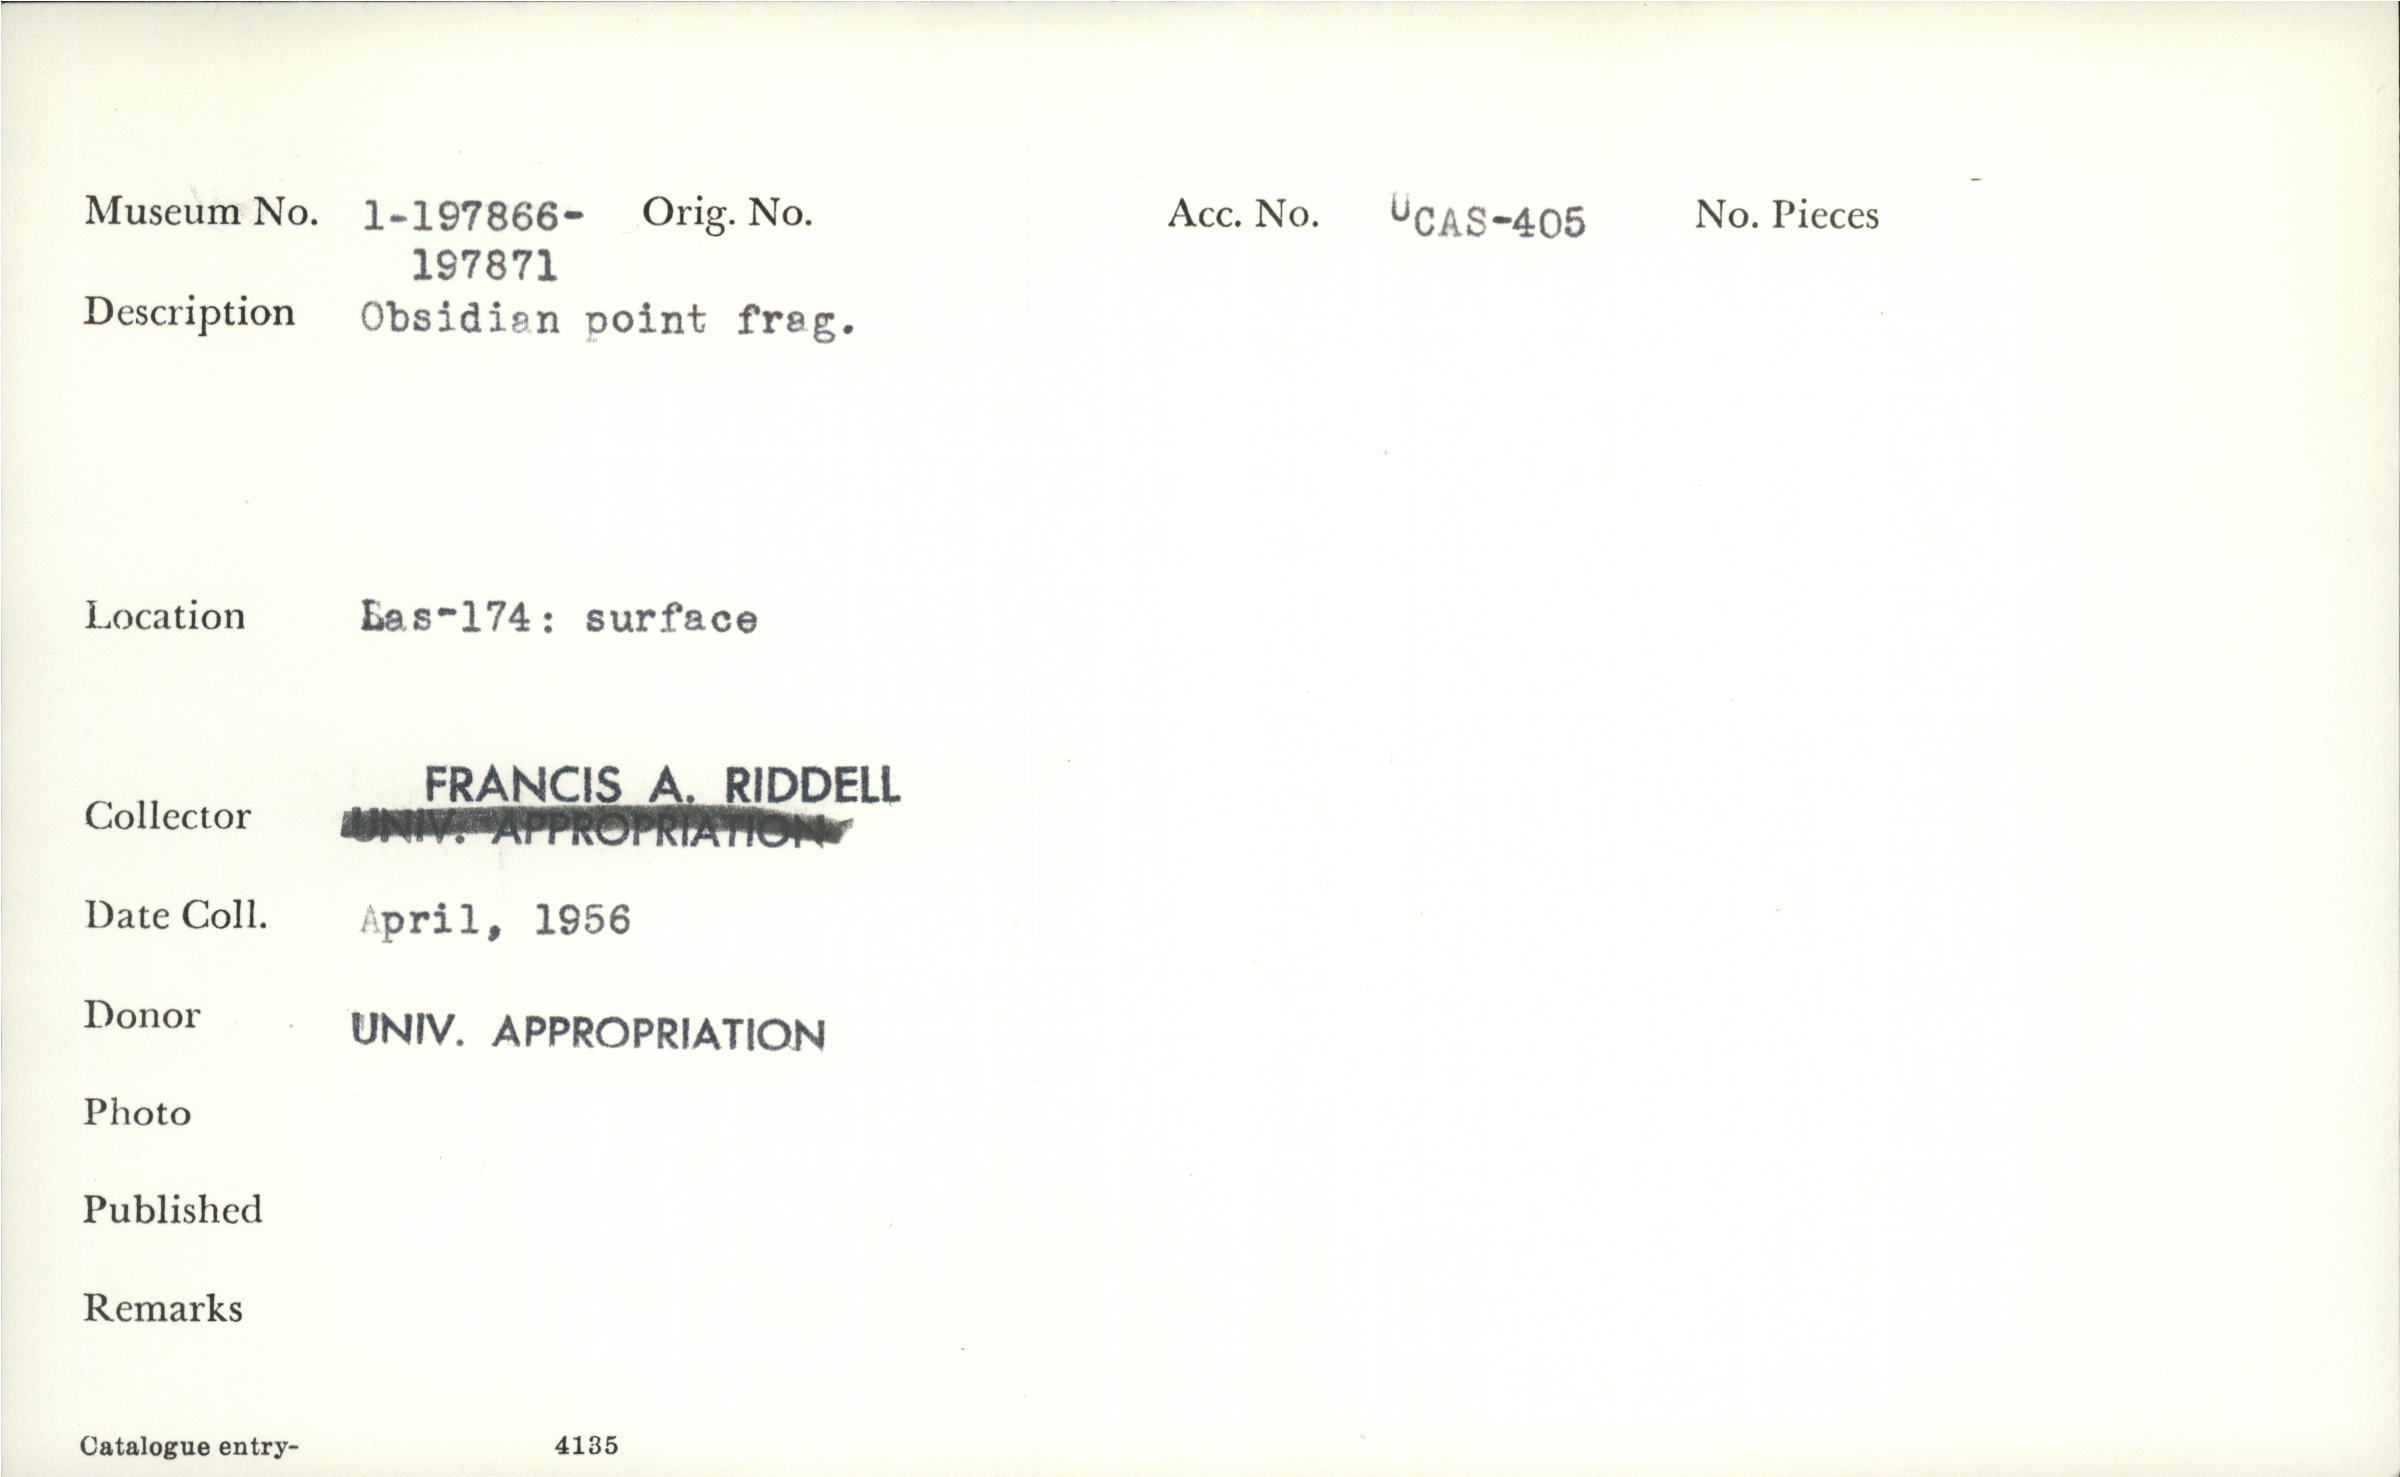 Museum No. 1-197866- Orig. No. Acc. No. UCAS-405 No. Pieces
197871
Description Obsidian point frag.
Location Las-174: surface
FRANCIS A. RIDDELL
Collector UNIV. APPROPRIATION
Date Coll. April, 1956
Donor UNIV. APPROPRIATION
Photo
Published
Remarks
Catalogue entry- 4135